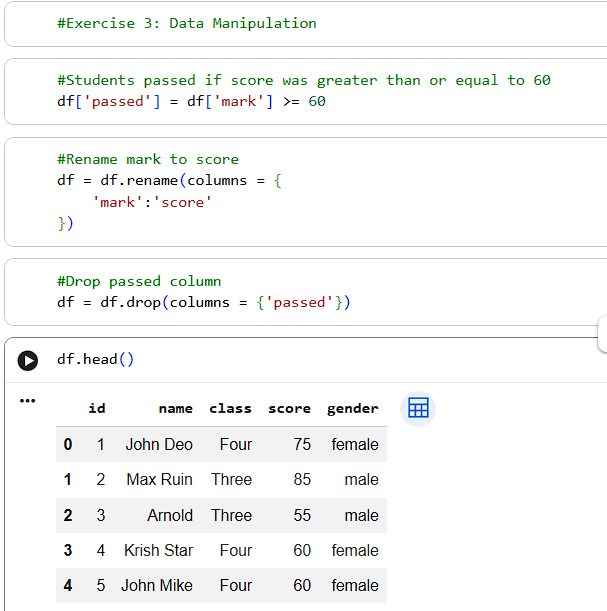 #Exercise 3: Data Manipulation
#Students passed if score was greater than or equal to 60
df['passed'] = df['mark'] >= 60
#Rename mark to score
df = df.rename(columns = {
    'mark':'score'
})
#Drop passed column
df = df.drop(columns = {'passed'})
df.head()
id name class score gender
0 1 John Deo Four 75 female
1 2 Max Ruin Three 85 male
2 3 Arnold Three 55 male
3 4 Krish Star Four 60 female
4 5 John Mike Four 60 female